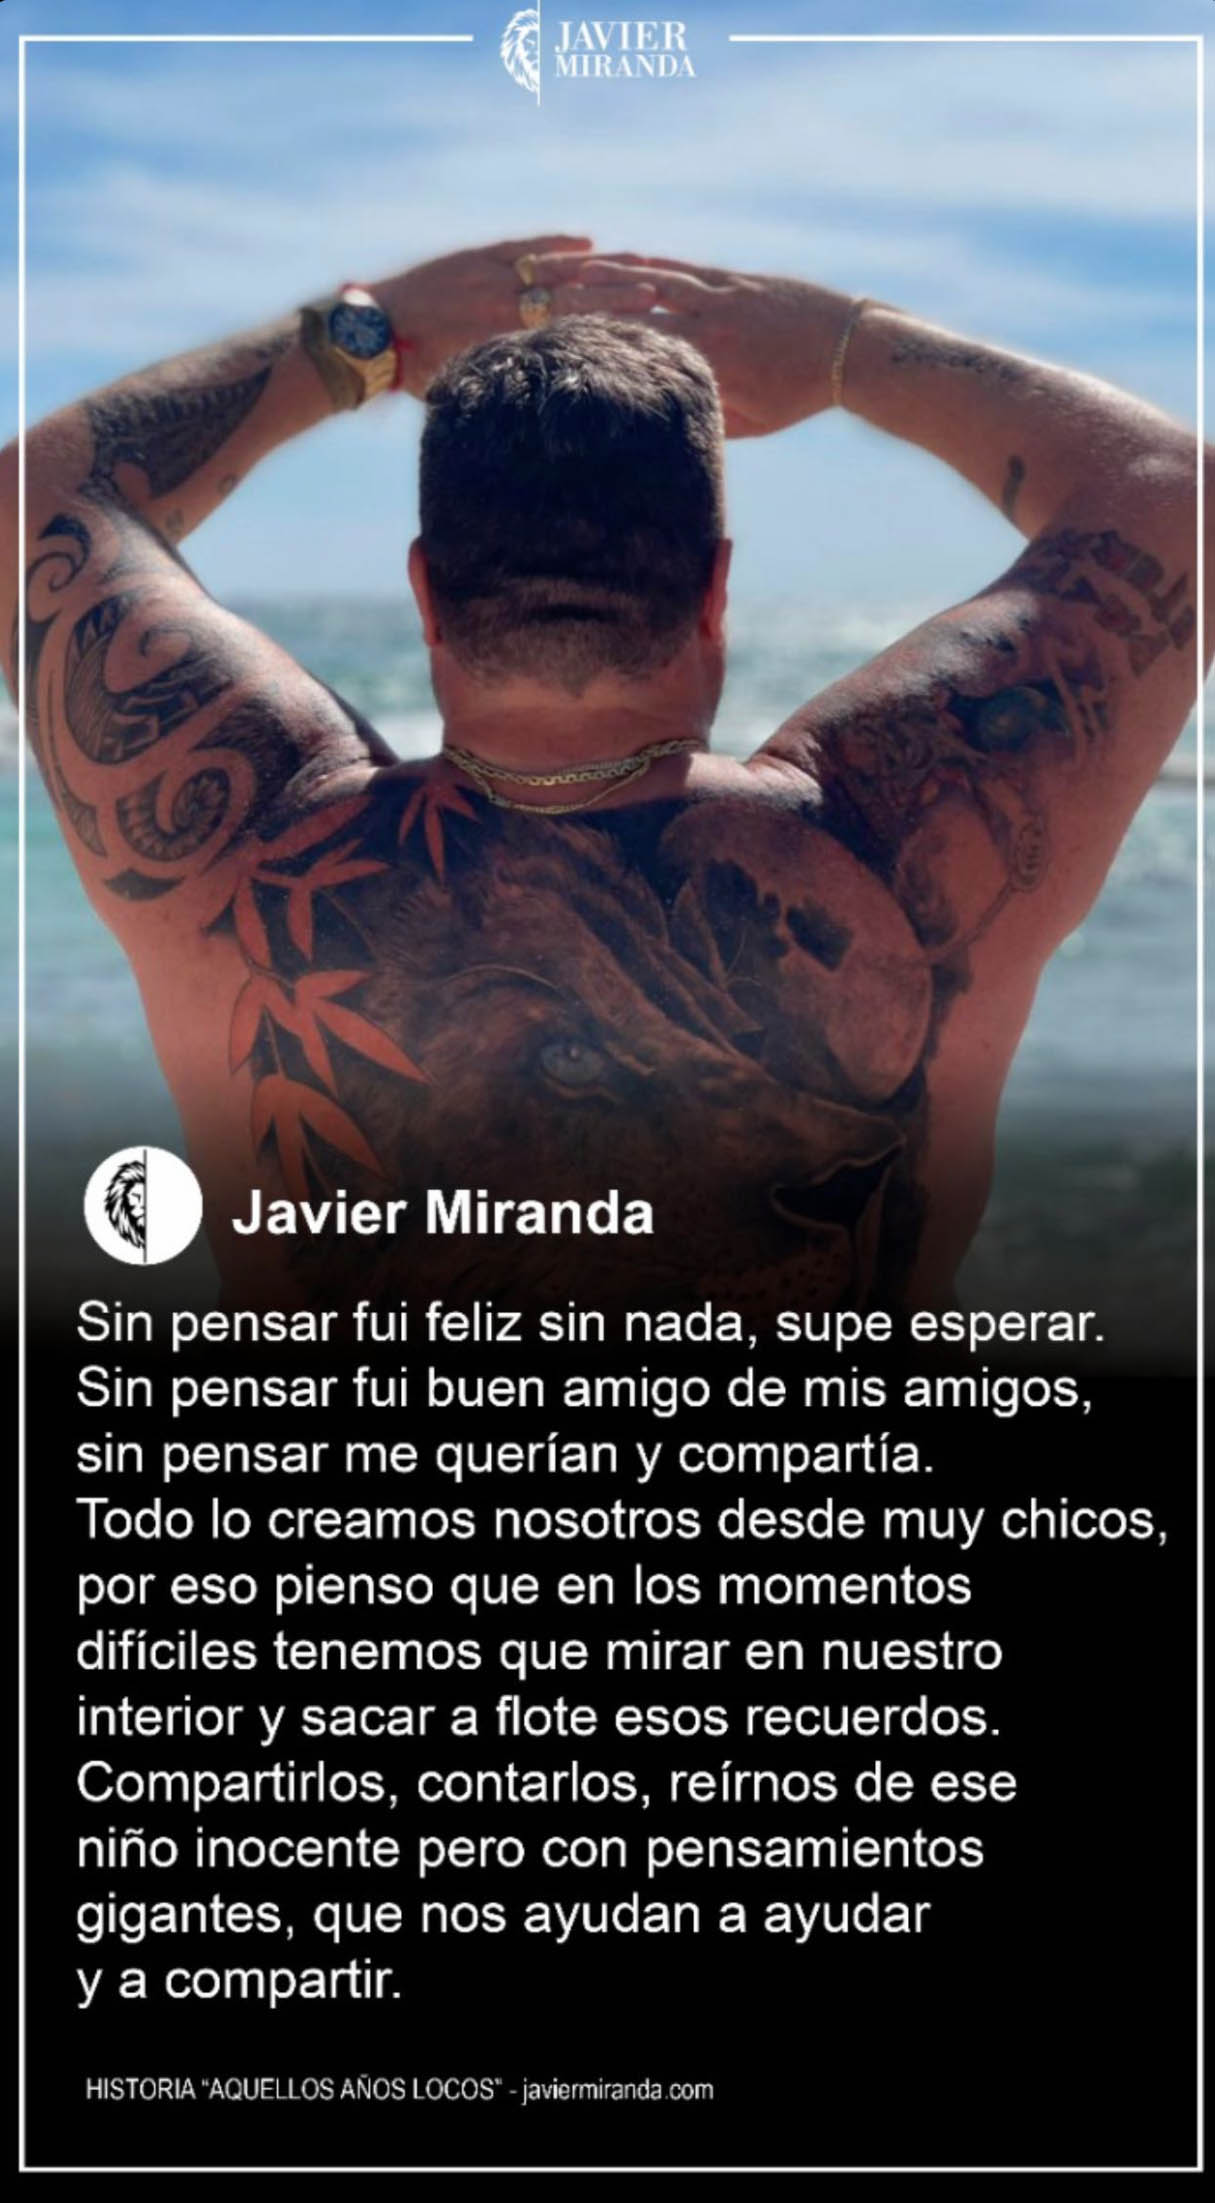 JAVIER
MIRANDA
Javier Miranda
Sin pensar fui feliz sin nada, supe esperar.
Sin pensar fui buen amigo de mis amigos,
sin pensar me querían y compartía.
Todo lo creamos nosotros desde muy chicos,
por eso pienso que en los momentos
difíciles tenemos que mirar en nuestro
interior y sacar a flote esos recuerdos.
Compartirlos, contarlos, reírnos de ese
niño inocente pero con pensamientos
gigantes, que nos ayudan a ayudar
y a compartir.
HISTORIA "AQUELLOS AÑOS LOCOS" - javiermiranda.com